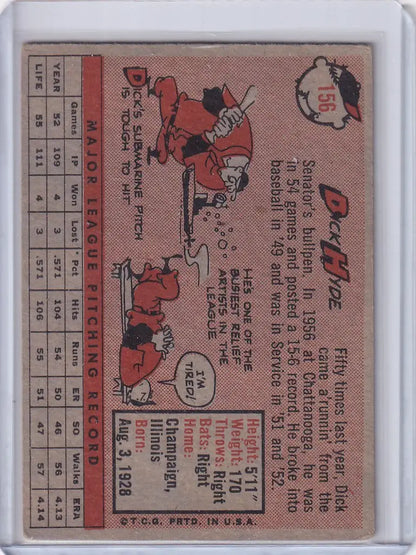 156
DICK HYDE
Fifty times last year, Dick
came a'runnin' from the
Senator's bullpen. In 1956 at Chattanooga, he was
in 54 games and posted a 15-6 record. He broke into
baseball in '49 and was in Service in 51 and '52.
DICK'S SUBMARINE PITCH
IS TOUGH TO HIT
HE'S ONE OF THE
BUSIEST RELIEF
ARTISTS IN THE
LEAGUE.
I'M
TIRED!
Height: 5'11"
Weight: 170
Throws: Right
Bats: Right
Home:
Champaign,
Illinois
Born:
Aug. 3, 1928
MAJOR LEAGUE PITCHING RECORD
Games IP Won Lost Pct Hits Runs ER SO Walks ERA
YEAR 52 109 4 3 .571 104 54 50 46 56 4.13
LIFE 55 111 4 3 .571 106 55 51 47 57 4.14
© T.C.G. PRTD. IN U.S.A.